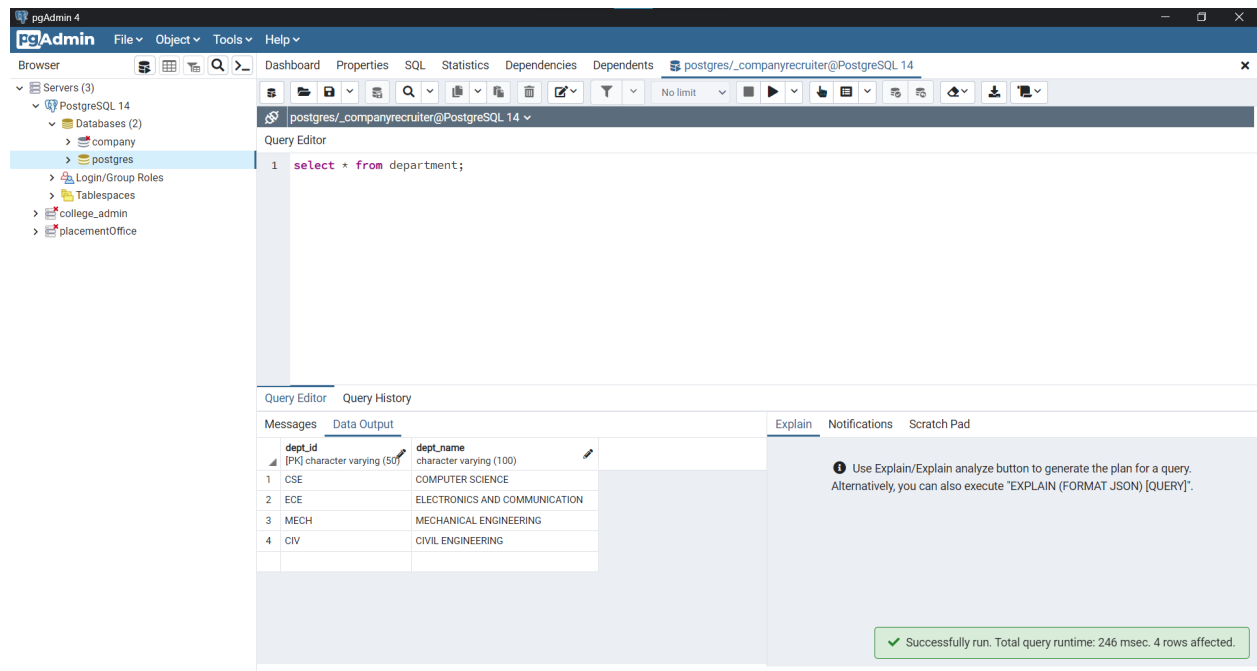 pgAdmin 4
pgAdmin File Object Tools Help
Browser
Dashboard Properties SQL Statistics Dependencies Dependents postgres/_companyrecruiter@PostgreSQL 14
Servers (3)
PostgreSQL 14
Databases (2)
company
postgres
Login/Group Roles
Tablespaces
college_admin
placementOffice
No limit
postgres/_companyrecruiter@PostgreSQL 14
Query Editor
1 select * from department;
Query Editor Query History
Messages Data Output
dept_id dept_name
[PK] character varying (50) character varying (100)
1 CSE COMPUTER SCIENCE
2 ECE ELECTRONICS AND COMMUNICATION
3 MECH MECHANICAL ENGINEERING
4 CIV CIVIL ENGINEERING
Explain Notifications Scratch Pad
Use Explain/Explain analyze button to generate the plan for a query.
Alternatively, you can also execute "EXPLAIN (FORMAT JSON) [QUERY]".
Successfully run. Total query runtime: 246 msec. 4 rows affected.